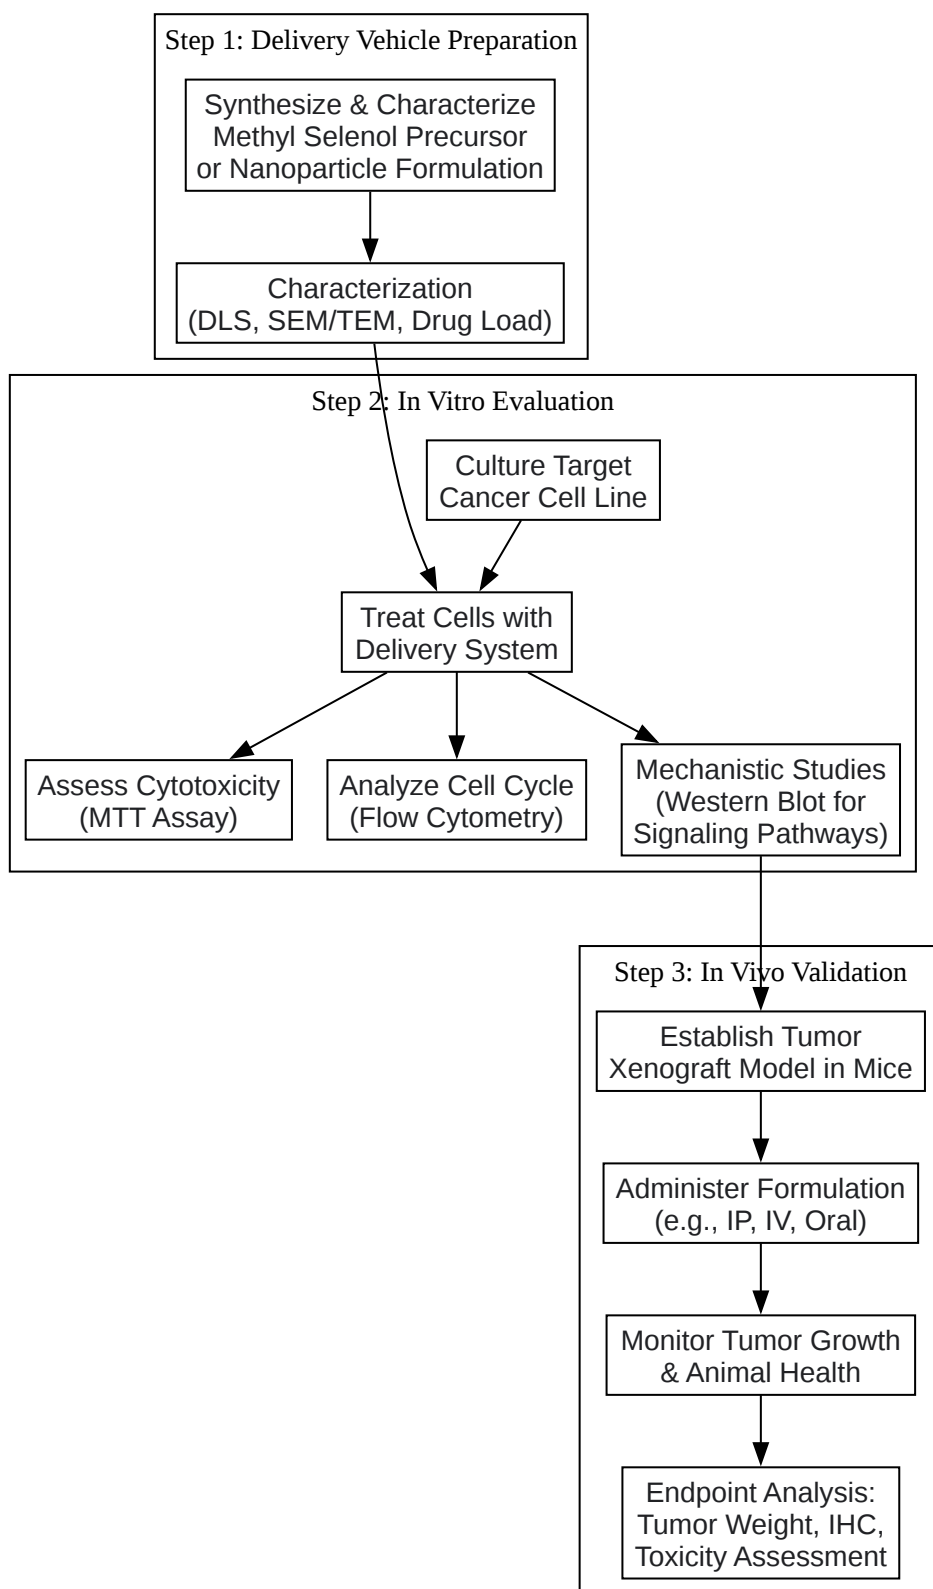 Step 1: Delivery Vehicle Preparation
Synthesize & Characterize
Methyl Selenol Precursor
or Nanoparticle Formulation
Characterization
(DLS, SEM/TEM, Drug Load)
Step 2: In Vitro Evaluation
Culture Target
Cancer Cell Line
Treat Cells with
Delivery System
Assess Cytotoxicity
(MTT Assay)
Analyze Cell Cycle
(Flow Cytometry)
Mechanistic Studies
(Western Blot for
Signaling Pathways)
Step 3: In Vivo Validation
Establish Tumor
Xenograft Model in Mice
Administer Formulation
(e.g., IP, IV, Oral)
Monitor Tumor Growth
& Animal Health
Endpoint Analysis:
Tumor Weight, IHC,
Toxicity Assessment